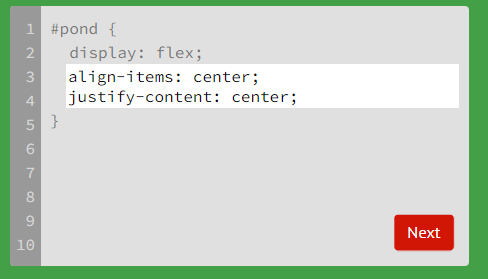 1 #pond {
2 display: flex;
3 align-items: center;
4 justify-content: center;
5 }
6
7
8
9
10
Next